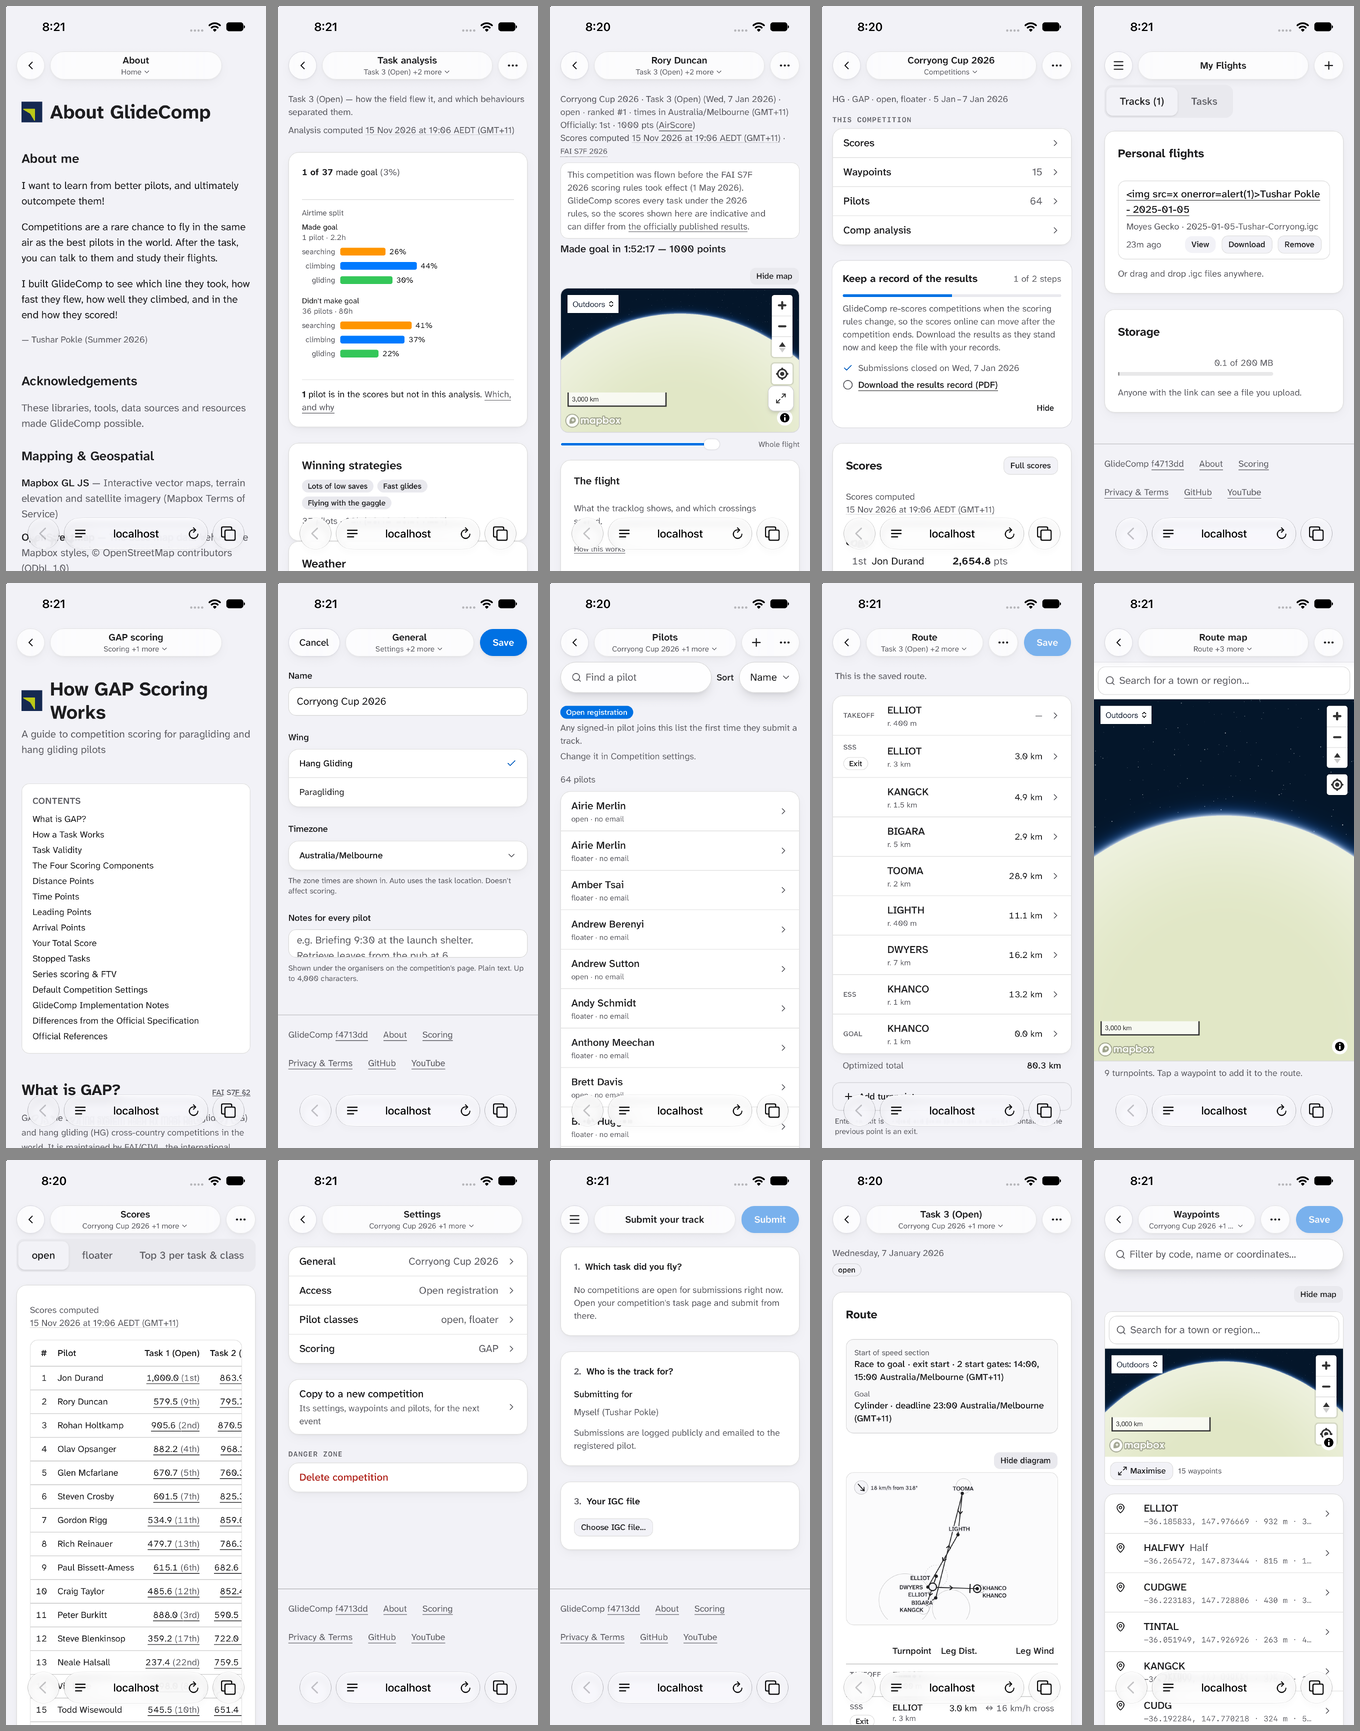 8:21
About
Home
About GlideComp
About me
I want to learn from better pilots, and ultimately
outcompete them!
Competitions are a rare chance to fly in the same
air as the best pilots in the world. After the task,
you can talk to them and study their flights.
I built GlideComp to see which line they took, how
fast they flew, how well they climbed, and in the
end how they scored!
— Tushar Pokle (Summer 2026)
Acknowledgements
These libraries, tools, data sources and resources
made GlideComp possible.
Mapping & Geospatial
Mapbox GL JS — Interactive vector maps, terrain
elevation and satellite imagery (Mapbox Terms of
Service)
localhost
Mapbox styles, © OpenStreetMap contributors
(ODbL 1.0)
8:21
Task analysis
Task 3 (Open) +2 more
Task 3 (Open) — how the field flew it, and which behaviours
separated them.
Analysis computed 15 Nov 2026 at 19:06 AEDT (GMT+11)
1 of 37 made goal (3%)
Airtime split
Made goal
1 pilot · 2.2h
searching 26%
climbing 44%
gliding 30%
Didn't make goal
36 pilots · 80h
searching 41%
climbing 37%
gliding 22%
1 pilot is in the scores but not in this analysis. Which,
and why
Winning strategies
Lots of low saves
Fast glides
Flying with the gaggle
localhost
Weather
8:20
Rory Duncan
Task 3 (Open) +2 more
Corryong Cup 2026 · Task 3 (Open) (Wed, 7 Jan 2026) ·
open · ranked #1 · times in Australia/Melbourne (GMT+11)
Officially: 1st · 1000 pts (AirScore)
Scores computed 15 Nov 2026 at 19:06 AEDT (GMT+11) ·
FAI S7F 2026
This competition was flown before the FAI S7F
2026 scoring rules took effect (1 May 2026).
GlideComp scores every task under the 2026
rules, so the scores shown here are indicative and
can differ from the officially published results.
Made goal in 1:52:17 — 1000 points
Hide map
Outdoors
3,000 km
mapbox
Whole flight
The flight
What the tracklog shows, and which crossings
localhost
How this works
8:20
Corryong Cup 2026
Competitions
HG · GAP · open, floater · 5 Jan – 7 Jan 2026
THIS COMPETITION
Scores
Waypoints 15
Pilots 64
Comp analysis
Keep a record of the results 1 of 2 steps
GlideComp re-scores competitions when the scoring
rules change, so the scores online can move after the
competition ends. Download the results as they stand
now and keep the file with your records.
Submissions closed on Wed, 7 Jan 2026
Download the results record (PDF)
Hide
Scores
Full scores
Scores computed
15 Nov 2026 at 19:06 AEDT (GMT+11)
localhost
1st Jon Durand 2,654.8 pts
8:21
My Flights
Tracks (1)
Tasks
Personal flights
<img src=x onerror=alert(1)>Tushar Pokle
- 2025-01-05
Moyes Gecko · 2025-01-05-Tushar-Corryong.igc
23m ago View Download Remove
Or drag and drop .igc files anywhere.
Storage
0.1 of 200 MB
Anyone with the link can see a file you upload.
GlideComp f4713dd About Scoring
Privacy & Terms GitHub YouTube
localhost
8:21
GAP scoring
Scoring +1 more
How GAP Scoring
Works
A guide to competition scoring for paragliding and
hang gliding pilots
CONTENTS
What is GAP?
How a Task Works
Task Validity
The Four Scoring Components
Distance Points
Time Points
Leading Points
Arrival Points
Your Total Score
Stopped Tasks
Series scoring & FTV
Default Competition Settings
GlideComp Implementation Notes
Differences from the Official Specification
Official References
What is GAP?
FAI S7F §2
localhost
and hang gliding (HG) cross-country competitions in the
world. It is maintained by FAI/CIVL, the international
8:21
Cancel
General
Settings +2 more
Save
Name
Corryong Cup 2026
Wing
Hang Gliding
Paragliding
Timezone
Australia/Melbourne
The zone times are shown in. Auto uses the task location. Doesn't
affect scoring.
Notes for every pilot
e.g. Briefing 9:30 at the launch shelter.
Retrieve leaves from the pub at 6
Shown under the organisers on the competition's page. Plain text. Up
to 4,000 characters.
GlideComp f4713dd About Scoring
Privacy & Terms GitHub YouTube
localhost
8:20
Pilots
Corryong Cup 2026 +1 more
Find a pilot
Sort
Name
Open registration
Any signed-in pilot joins this list the first time they submit a
track.
Change it in Competition settings.
64 pilots
Airie Merlin
open · no email
Airie Merlin
floater · no email
Amber Tsai
floater · no email
Andrew Berenyi
floater · no email
Andrew Sutton
open · no email
Andy Schmidt
floater · no email
Anthony Meechan
floater · no email
Brett Davis
open · no email
localhost
floater · no email
8:21
Route
Task 3 (Open) +2 more
Save
This is the saved route.
TAKEOFF ELLIOT —
r. 400 m
SSS ELLIOT 3.0 km
Exit r. 3 km
KANGCK 4.9 km
r. 1.5 km
BIGARA 2.9 km
r. 5 km
TOOMA 28.9 km
r. 2 km
LIGHTH 11.1 km
r. 400 m
DWYERS 16.2 km
r. 7 km
ESS KHANCO 13.2 km
r. 1 km
GOAL KHANCO 0.0 km
r. 1 km
Optimized total 80.3 km
localhost
previous point is an exit.
8:21
Route map
Route +3 more
Search for a town or region...
Outdoors
3,000 km
mapbox
9 turnpoints. Tap a waypoint to add it to the route.
localhost
8:20
Scores
Corryong Cup 2026 +1 more
open
floater
Top 3 per task & class
Scores computed
15 Nov 2026 at 19:06 AEDT (GMT+11)
# Pilot Task 1 (Open) Task 2 (
1 Jon Durand 1,000.0 (1st) 863.9
2 Rory Duncan 579.5 (9th) 795.7
3 Rohan Holtkamp 905.6 (2nd) 870.5
4 Olav Opsanger 882.2 (4th) 968.
5 Glen Mcfarlane 670.7 (5th) 760.
6 Steven Crosby 601.5 (7th) 825.
7 Gordon Rigg 534.9 (11th) 859.6
8 Rich Reinauer 479.7 (13th) 786.
9 Paul Bissett-Amess 615.1 (6th) 682.6
10 Craig Taylor 485.6 (12th) 852.4
11 Peter Burkitt 888.0 (3rd) 590.5
12 Steve Blenkinsop 359.2 (17th) 722.0
13 Neale Halsall 237.4 (22nd) 759.5
localhost
15 Todd Wisewould 545.5 (10th) 651.4
8:21
Settings
Corryong Cup 2026 +1 more
General Corryong Cup 2026
Access Open registration
Pilot classes open, floater
Scoring GAP
Copy to a new competition
Its settings, waypoints and pilots, for the next
event
DANGER ZONE
Delete competition
GlideComp f4713dd About Scoring
Privacy & Terms GitHub YouTube
localhost
8:21
Submit your track
Submit
1. Which task did you fly?
No competitions are open for submissions right now.
Open your competition's task page and submit from
there.
2. Who is the track for?
Submitting for
Myself (Tushar Pokle)
Submissions are logged publicly and emailed to the
registered pilot.
3. Your IGC file
Choose IGC file...
GlideComp f4713dd About Scoring
Privacy & Terms GitHub YouTube
localhost
8:20
Task 3 (Open)
Corryong Cup 2026 +1 more
Wednesday, 7 January 2026
open
Route
Start of speed section
Race to goal · exit start · 2 start gates: 14:00,
15:00 Australia/Melbourne (GMT+11)
Goal
Cylinder · deadline 23:00 Australia/Melbourne
(GMT+11)
Hide diagram
18 km/h from 318°
TOOMA
LIGHTH
ELLIOT
DWYERS
ELLIOT
BIGARA
KANGCK
KHANCO
KHANCO
Turnpoint Leg Dist. Leg Wind
localhost
SSS ELLIOT 3.0 km ⇔ 16 km/h cross
Exit r. 3 km
8:21
Waypoints
Corryong Cup 2026 +1 ...
Save
Filter by code, name or coordinates...
Hide map
Search for a town or region...
Outdoors
3,000 km
mapbox
Maximise
15 waypoints
ELLIOT
-36.185833, 147.976669 · 932 m · 3…
HALFWY Half
-36.265472, 147.873444 · 815 m · 1…
CUDGWE
-36.223183, 147.728806 · 430 m · 3…
TINTAL
-36.051949, 147.926926 · 263 m · 4…
KANGCK
localhost
CUDG
-36.192284, 147.770218 · 324 m · 5…